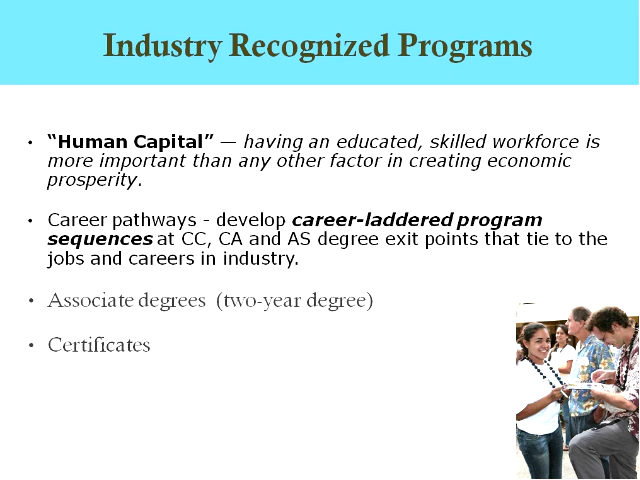 Industry Recognized Programs
• “Human Capital” — having an educated, skilled workforce is
more important than any other factor in creating economic
prosperity.
• Career pathways - develop career-laddered program
sequences at CC, CA and AS degree exit points that tie to the
jobs and careers in industry.
• Associate degrees (two-year degree)
• Certificates